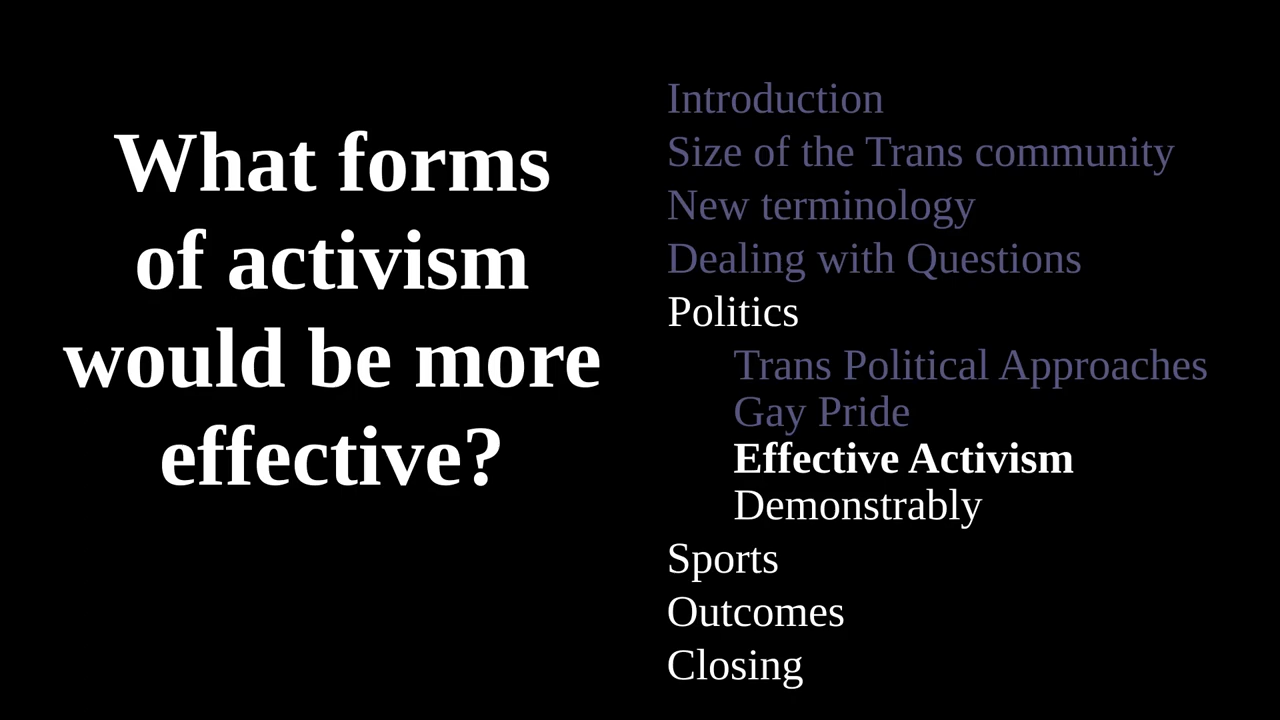 What forms
of activism
would be more
effective?
Introduction
Size of the Trans community
New terminology
Dealing with Questions
Politics
Trans Political Approaches
Gay Pride
Effective Activism
Demonstrably
Sports
Outcomes
Closing